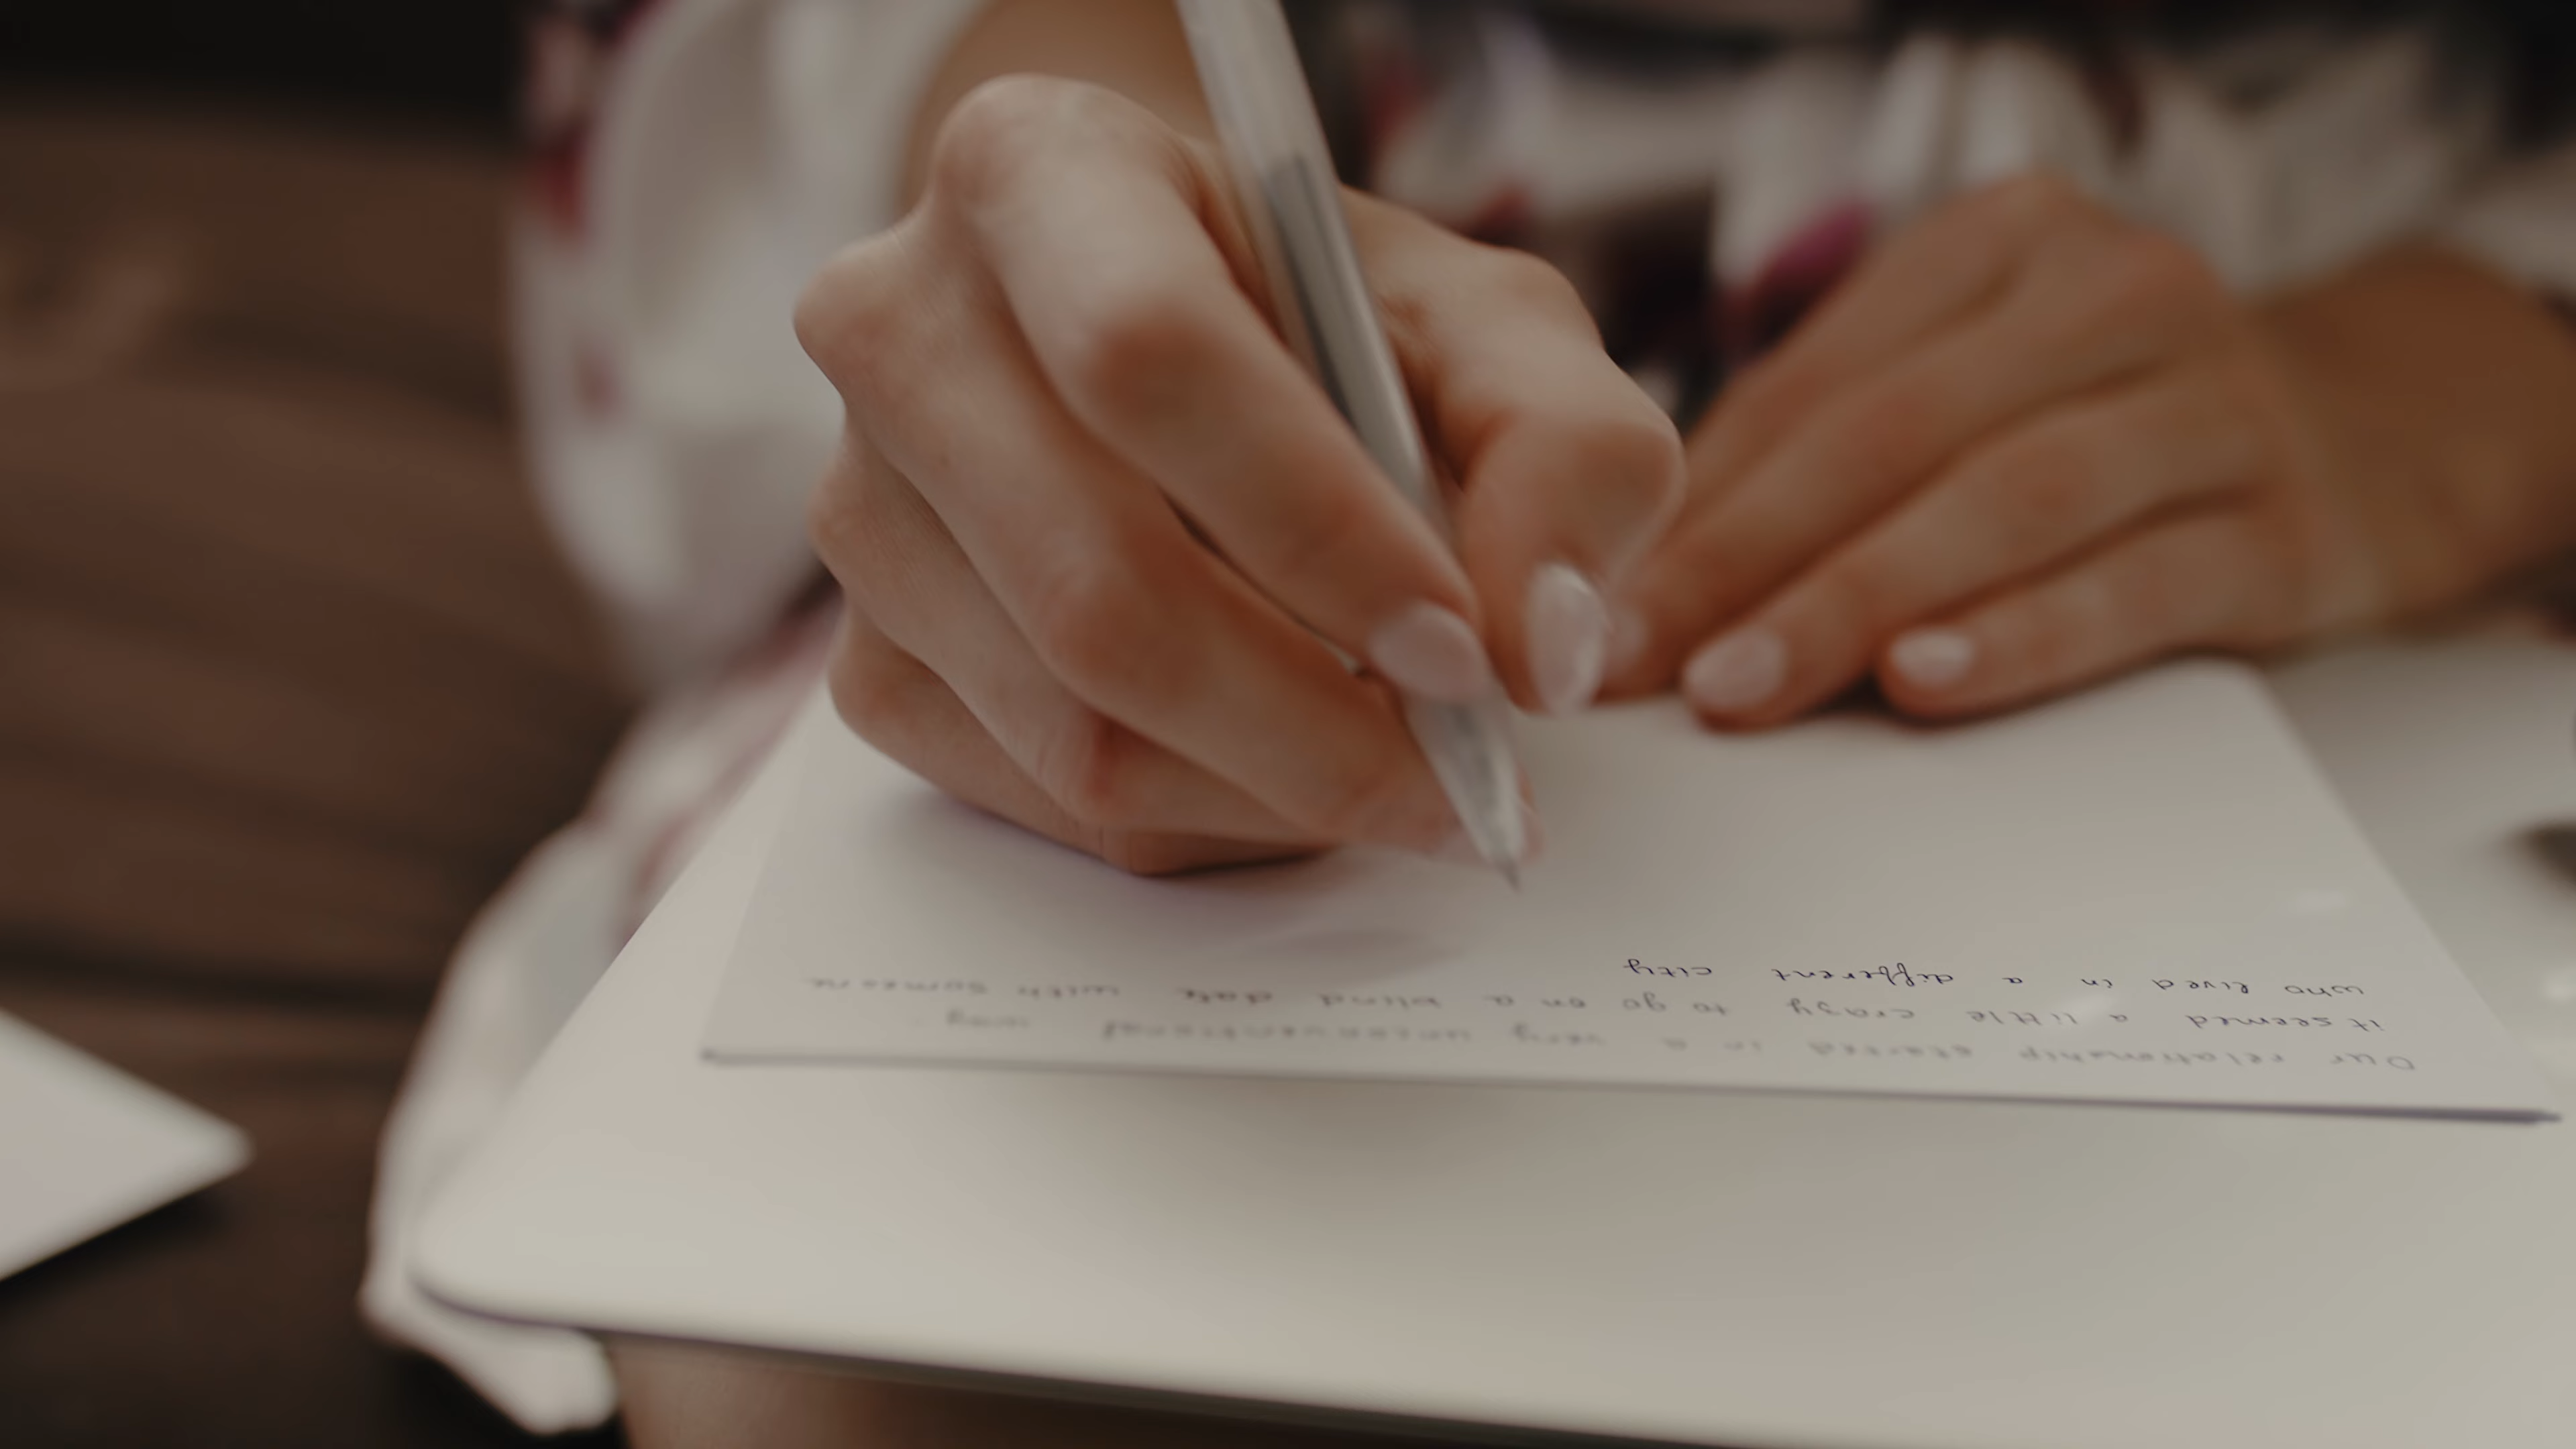 Our relationship started in a very unconventional way.
it seemed a little crazy to go on a blind date with someone
who lived in a different city